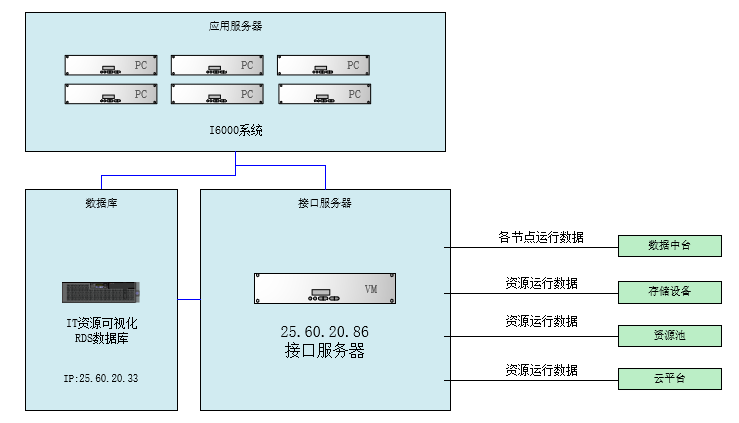 应用服务器
PC
PC
PC
PC
PC
PC
I6000系统
数据库
IT资源可视化
RDS数据库
IP:25.60.20.33
接口服务器
VM
25.60.20.86
接口服务器
各节点运行数据
数据中台
资源运行数据
存储设备
资源运行数据
资源池
资源运行数据
云平台